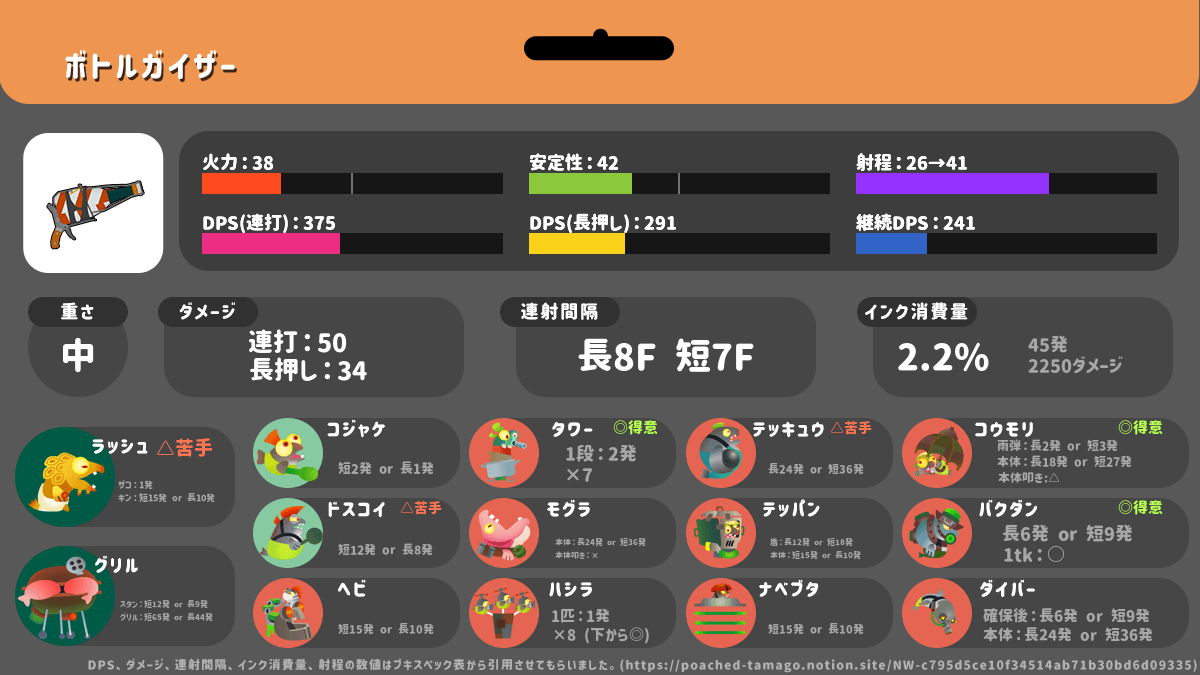 ボトルガイザー
火力：38
安定性：42
射程：26→41
DPS(連打)：375
DPS(長押し)：291
継続DPS：241
重さ
中
ダメージ
連打：50
長押し：34
連射間隔
長8F 短7F
インク消費量
2.2%
45発
2250ダメージ
ラッシュ △苦手
ザコ：1発
キン：短15発 or 長10発
グリル
スタン：短12発 or 長9発
グリル：短65発 or 長44発
コジャケ
短2発 or 長1発
ドスコイ △苦手
短12発 or 長8発
ヘビ
短15発 or 長10発
タワー ◎得意
1段：2発
×7
モグラ
本体：長24発 or 短36発
本体叩き：×
ハシラ
1匹：1発
×8 (下から◎)
テッキュウ △苦手
長24発 or 短36発
テッパン
盾：長12発 or 短18発
本体：短15発 or 長10発
ナベブタ
短15発 or 長10発
コウモリ ◎得意
雨弾：長2発 or 短3発
本体：長18発 or 短27発
本体叩き:△
バクダン ◎得意
長6発 or 短9発
1tk：○
ダイバー
確保後：長6発 or 短9発
本体：長24発 or 短36発
DPS、ダメージ、連射間隔、インク消費量、射程の数値はブキスペック表から引用させてもらいました。(https://poached-tamago.notion.site/NW-c795d5ce10f34514ab71b30bd6d09335)